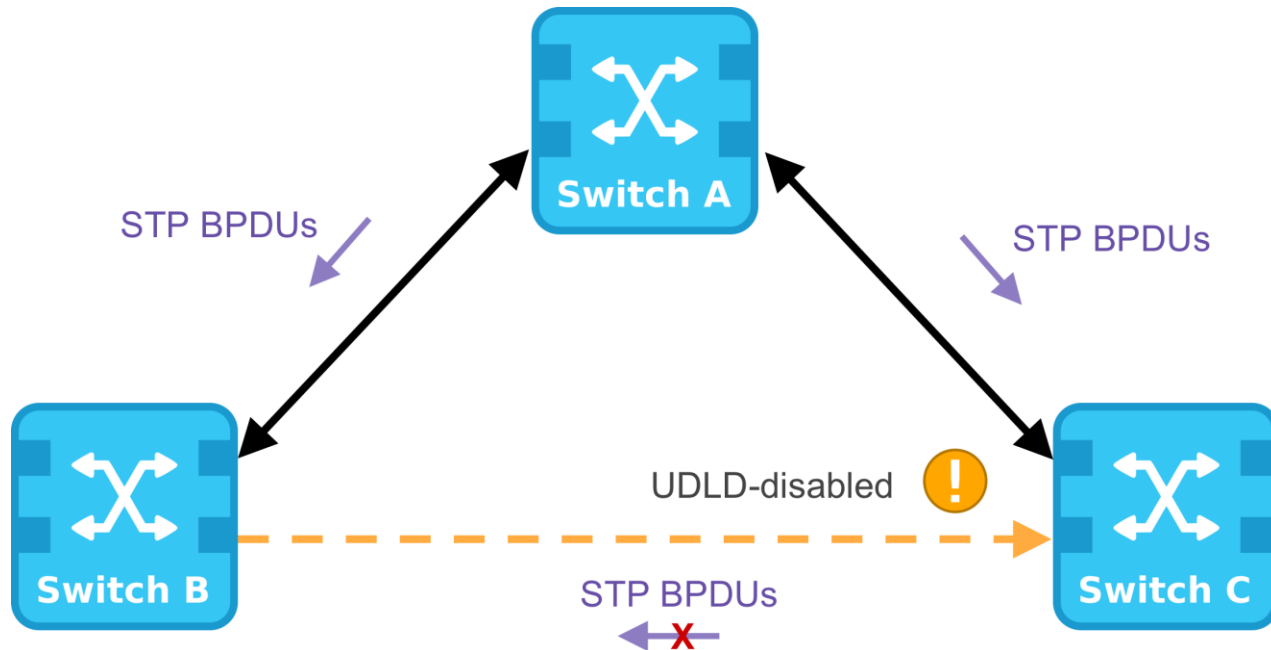 Switch A
STP BPDUs
STP BPDUs
UDLD-disabled
!
Switch B
STP BPDUs
X
Switch C